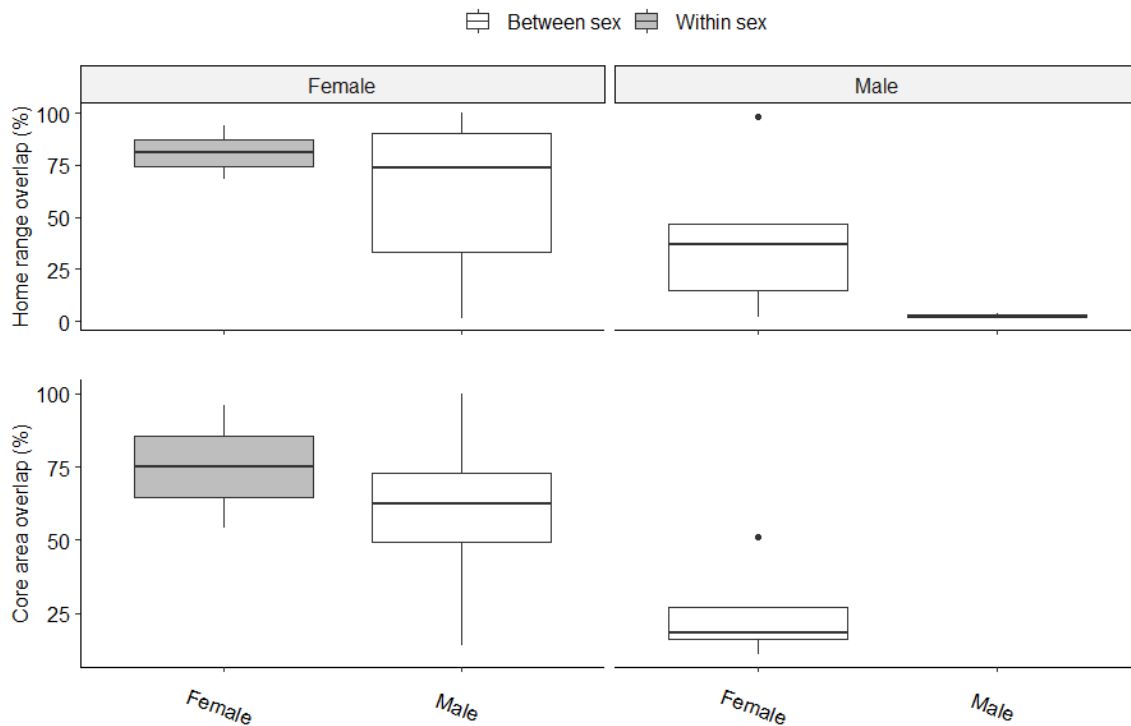 Between sex Within sex
Female Male
Home range overlap (%)
100
75
50
25
0
Core area overlap (%)
100
75
50
25
Female Male Female Male